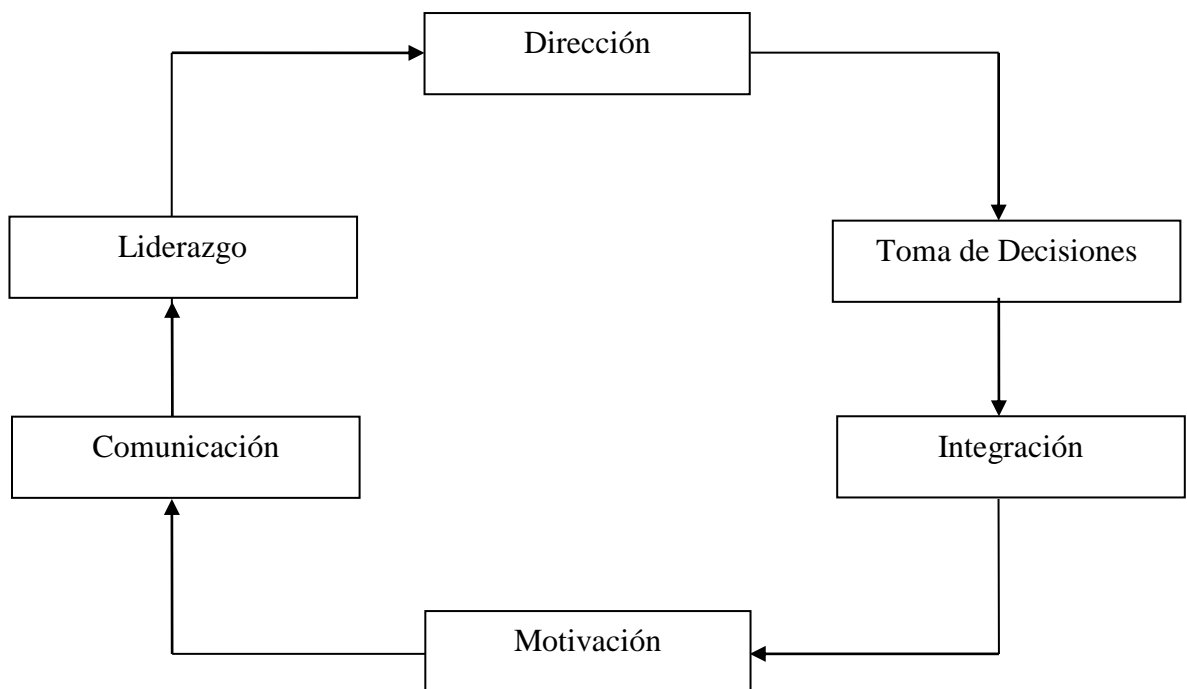 Dirección
Liderazgo
Toma de Decisiones
Comunicación
Integración
Motivación